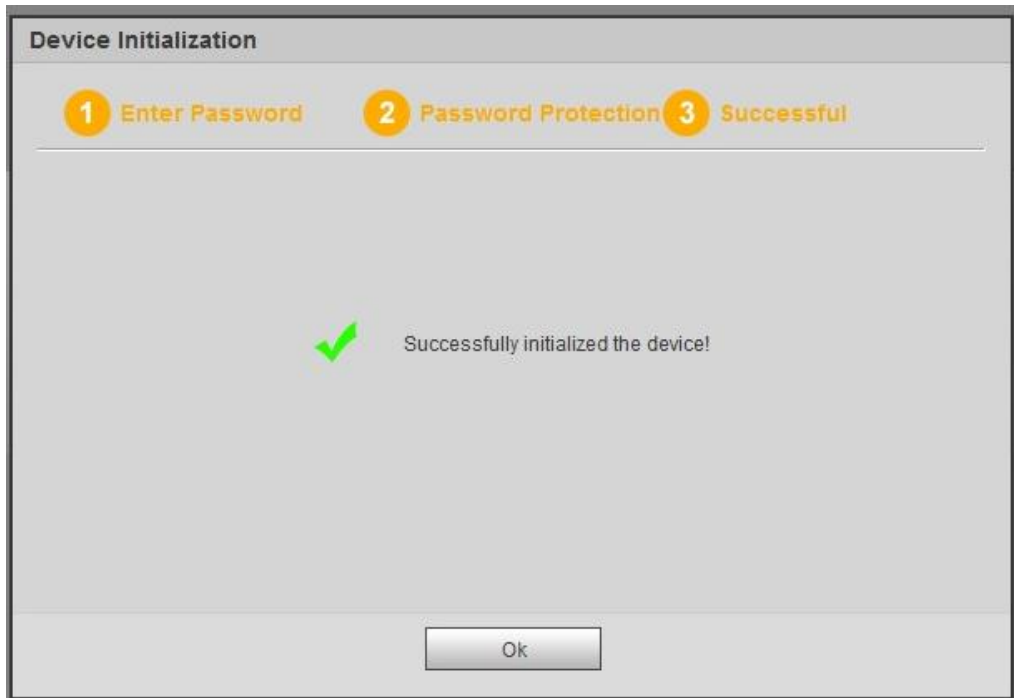 Device Initialization
1 Enter Password 2 Password Protection 3 Successful
Successfully initialized the device!
Ok